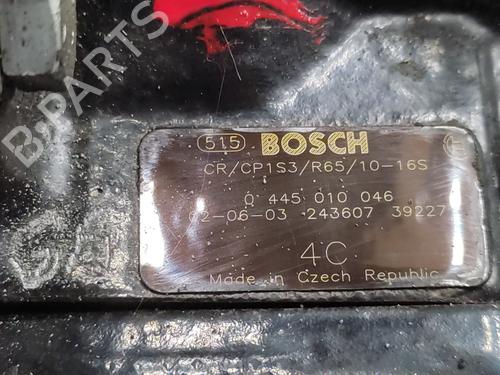 B-PARTS
515 BOSCH
CR/CP1S3/R65/10-16S
0 445 010 046
02-06-03 243607 39227
4C
Made in Czech Republic